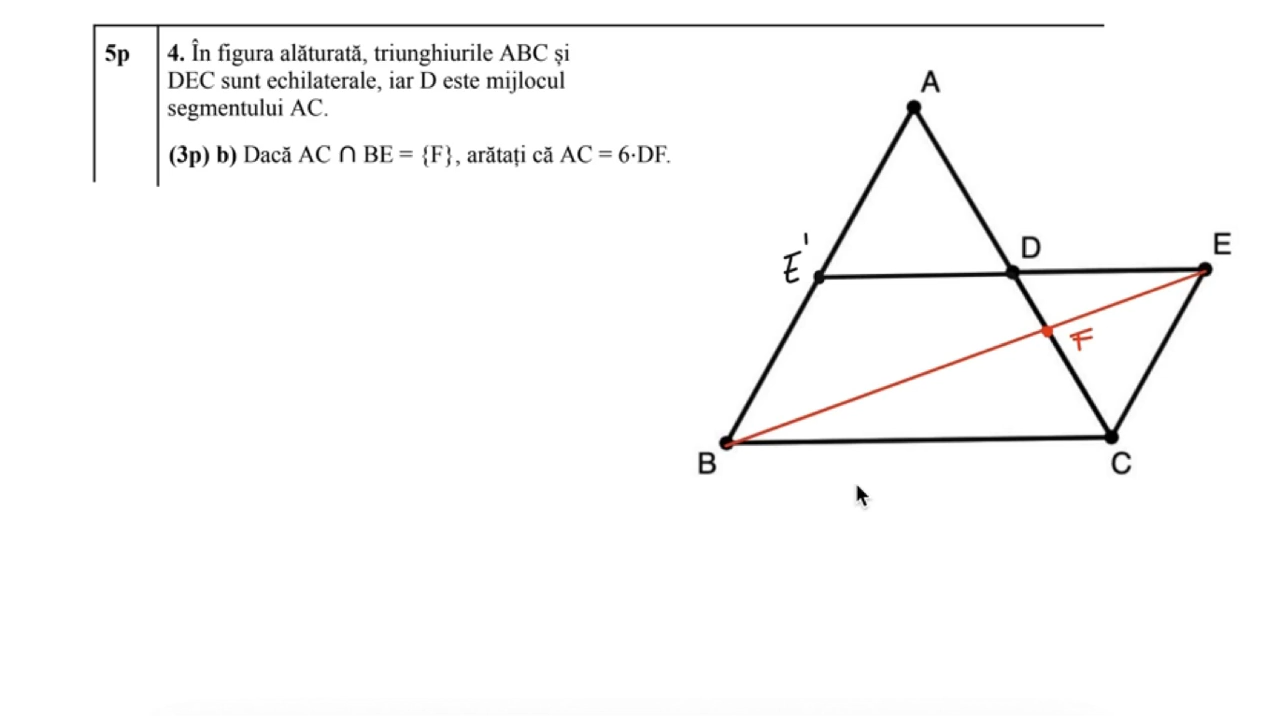 5p
4. În figura alăturată, triunghiurile ABC și
DEC sunt echilaterale, iar D este mijlocul
segmentului AC.
(3p) b) Dacă AC ∩ BE = {F}, arătați că AC = 6·DF.
A
E'
D
E
F
B
C